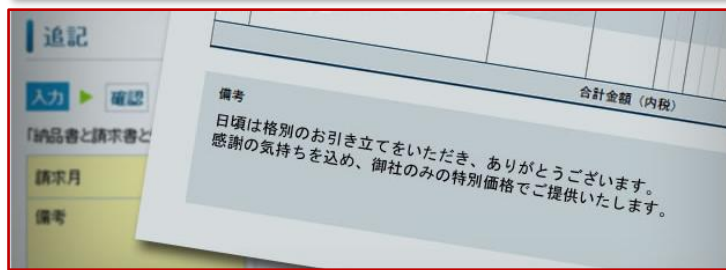 追記
入力 ▶ 確認
「納品書と請求書と
請求月
備考
合計金額（内税）
備考
日頃は格別のお引き立てをいただき、ありがとうございます。
感謝の気持ちを込め、御社のみの特別価格でご提供いたします。